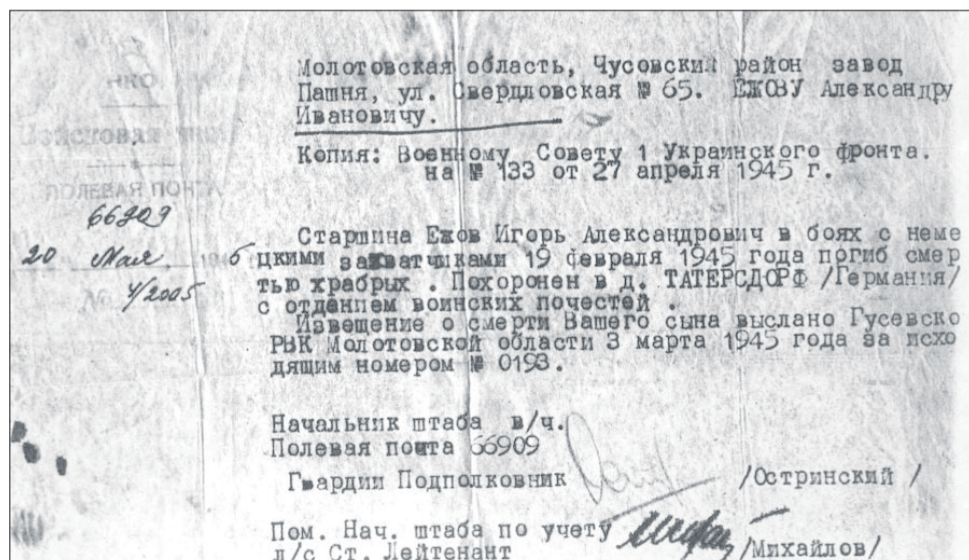 Молотовская область, Чусовский район завод
Пашня, ул. Свердловская № 65. ЕЖОВУ Александру
Ивановичу.
Копия: Военному Совету 1 Украинского фронта.
на № 133 от 27 апреля 1945 г.
ПОЛЕВАЯ ПОЧТА
66909
20 Мая 1945
4/2005
Старшина Ежов Игорь Александрович в боях с неме
цкими захватчиками 19 февраля 1945 года погиб смер
тью храбрых . Похоронен в д. ТАТЕРСДОРФ /Германия/
с отданием воинских почестей .
Извещение о смерти Вашего сына выслано Гусевско
РВК Молотовской области 3 марта 1945 года за исхо
дящим номером № 0193.
Начальник штаба в/ч.
Полевая почта 66909
Гвардии Подполковник /Остринский /
Пом. Нач. штаба по учету
л/с Ст. Лейтенант /Михайлов/